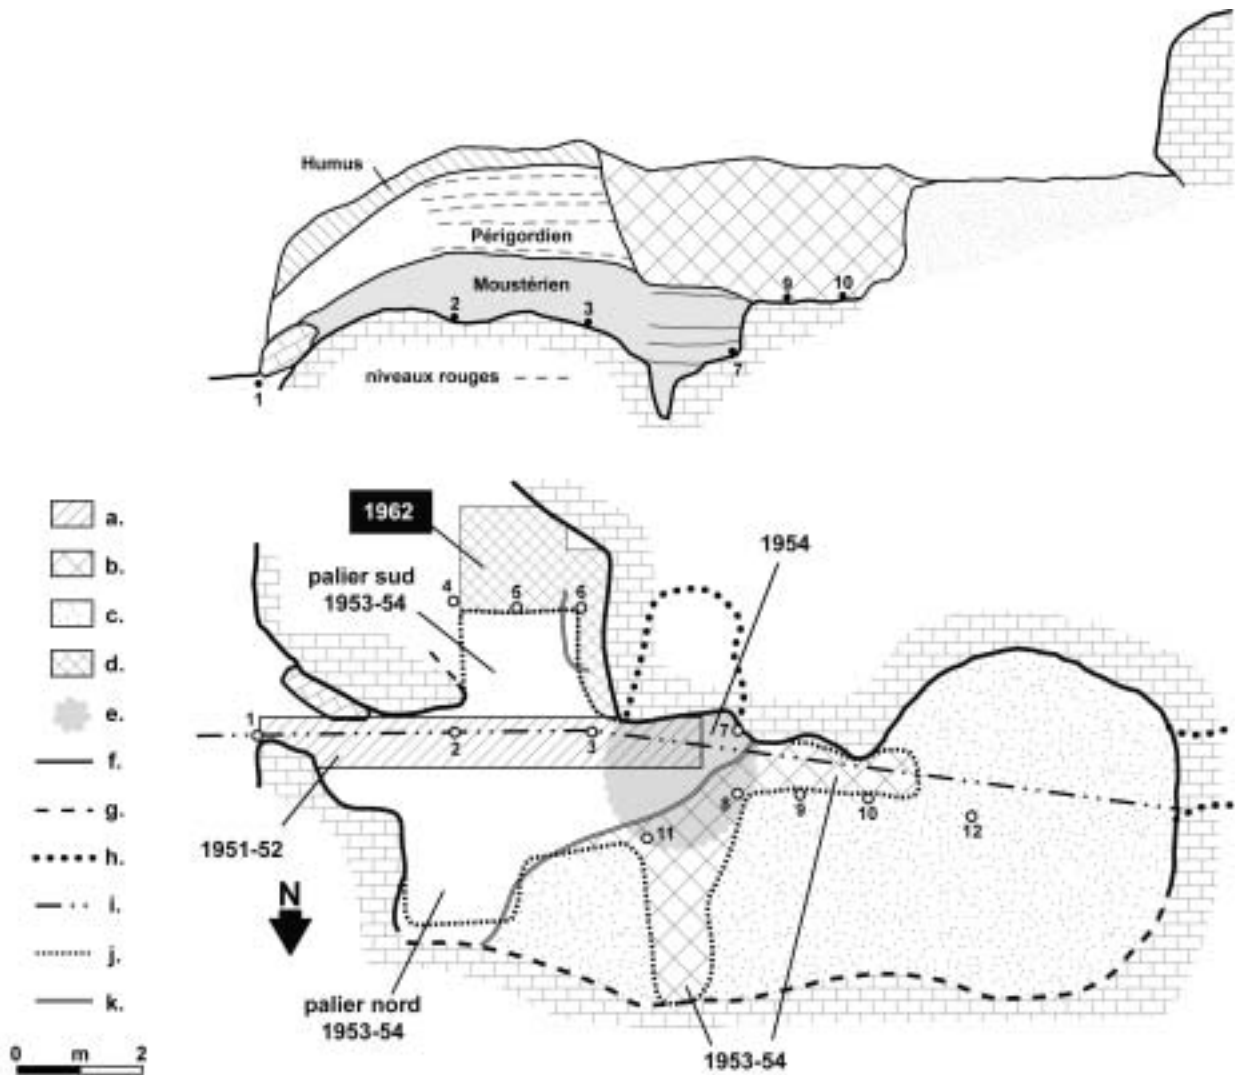 Humus
Périgordien
Moustérien
2
3
9
10
7
niveaux rouges
1
a.
b.
c.
d.
e.
f.
g.
h.
i.
j.
k.
0 m 2
1962
1954
palier sud
1953-54
4
5
6
1
2
3
7
8
9
10
11
12
1951-52
N
palier nord
1953-54
1953-54